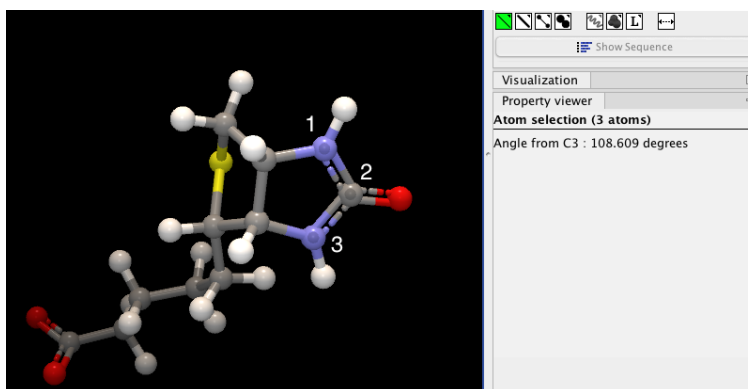 L
Show Sequence
Visualization
Property viewer
Atom selection (3 atoms)
Angle from C3 : 108.609 degrees
1
2
3